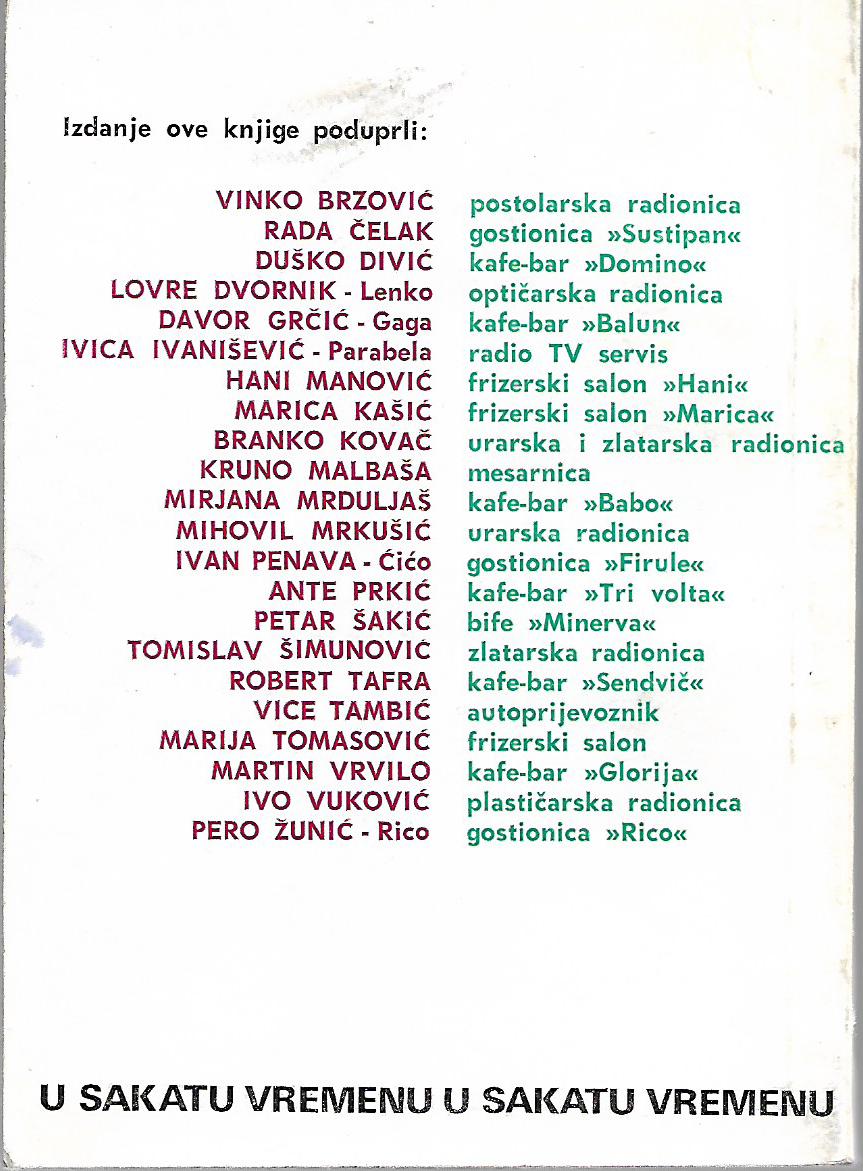 Izdanje ove knjige poduprli:
VINKO BRZOVIĆ postolarska radionica
RADA ČELAK gostionica »Sustipan«
DUŠKO DIVIĆ kafe-bar »Domino«
LOVRE DVORNIK - Lenko optičarska radionica
DAVOR GRČIĆ - Gaga kafe-bar »Balun«
IVICA IVANIŠEVIĆ - Parabela radio TV servis
HANI MANOVIĆ frizerski salon »Hani«
MARICA KAŠIĆ frizerski salon »Marica«
BRANKO KOVAČ urarska i zlatarska radionica
KRUNO MALBAŠA mesarnica
MIRJANA MRDULJAŠ kafe-bar »Babo«
MIHOVIL MRKUŠIĆ urarska radionica
IVAN PENAVA - Ćićo gostionica »Firule«
ANTE PRKIĆ kafe-bar »Tri volta«
PETAR ŠAKIĆ bife »Minerva«
TOMISLAV ŠIMUNOVIĆ zlatarska radionica
ROBERT TAFRA kafe-bar »Sendvič«
VICE TAMBIĆ autoprijevoznik
MARIJA TOMASOVIĆ frizerski salon
MARTIN VRVILO kafe-bar »Glorija«
IVO VUKOVIĆ plastičarska radionica
PERO ŽUNIĆ - Rico gostionica »Rico«
U SAKATU VREMENU U SAKATU VREMENU